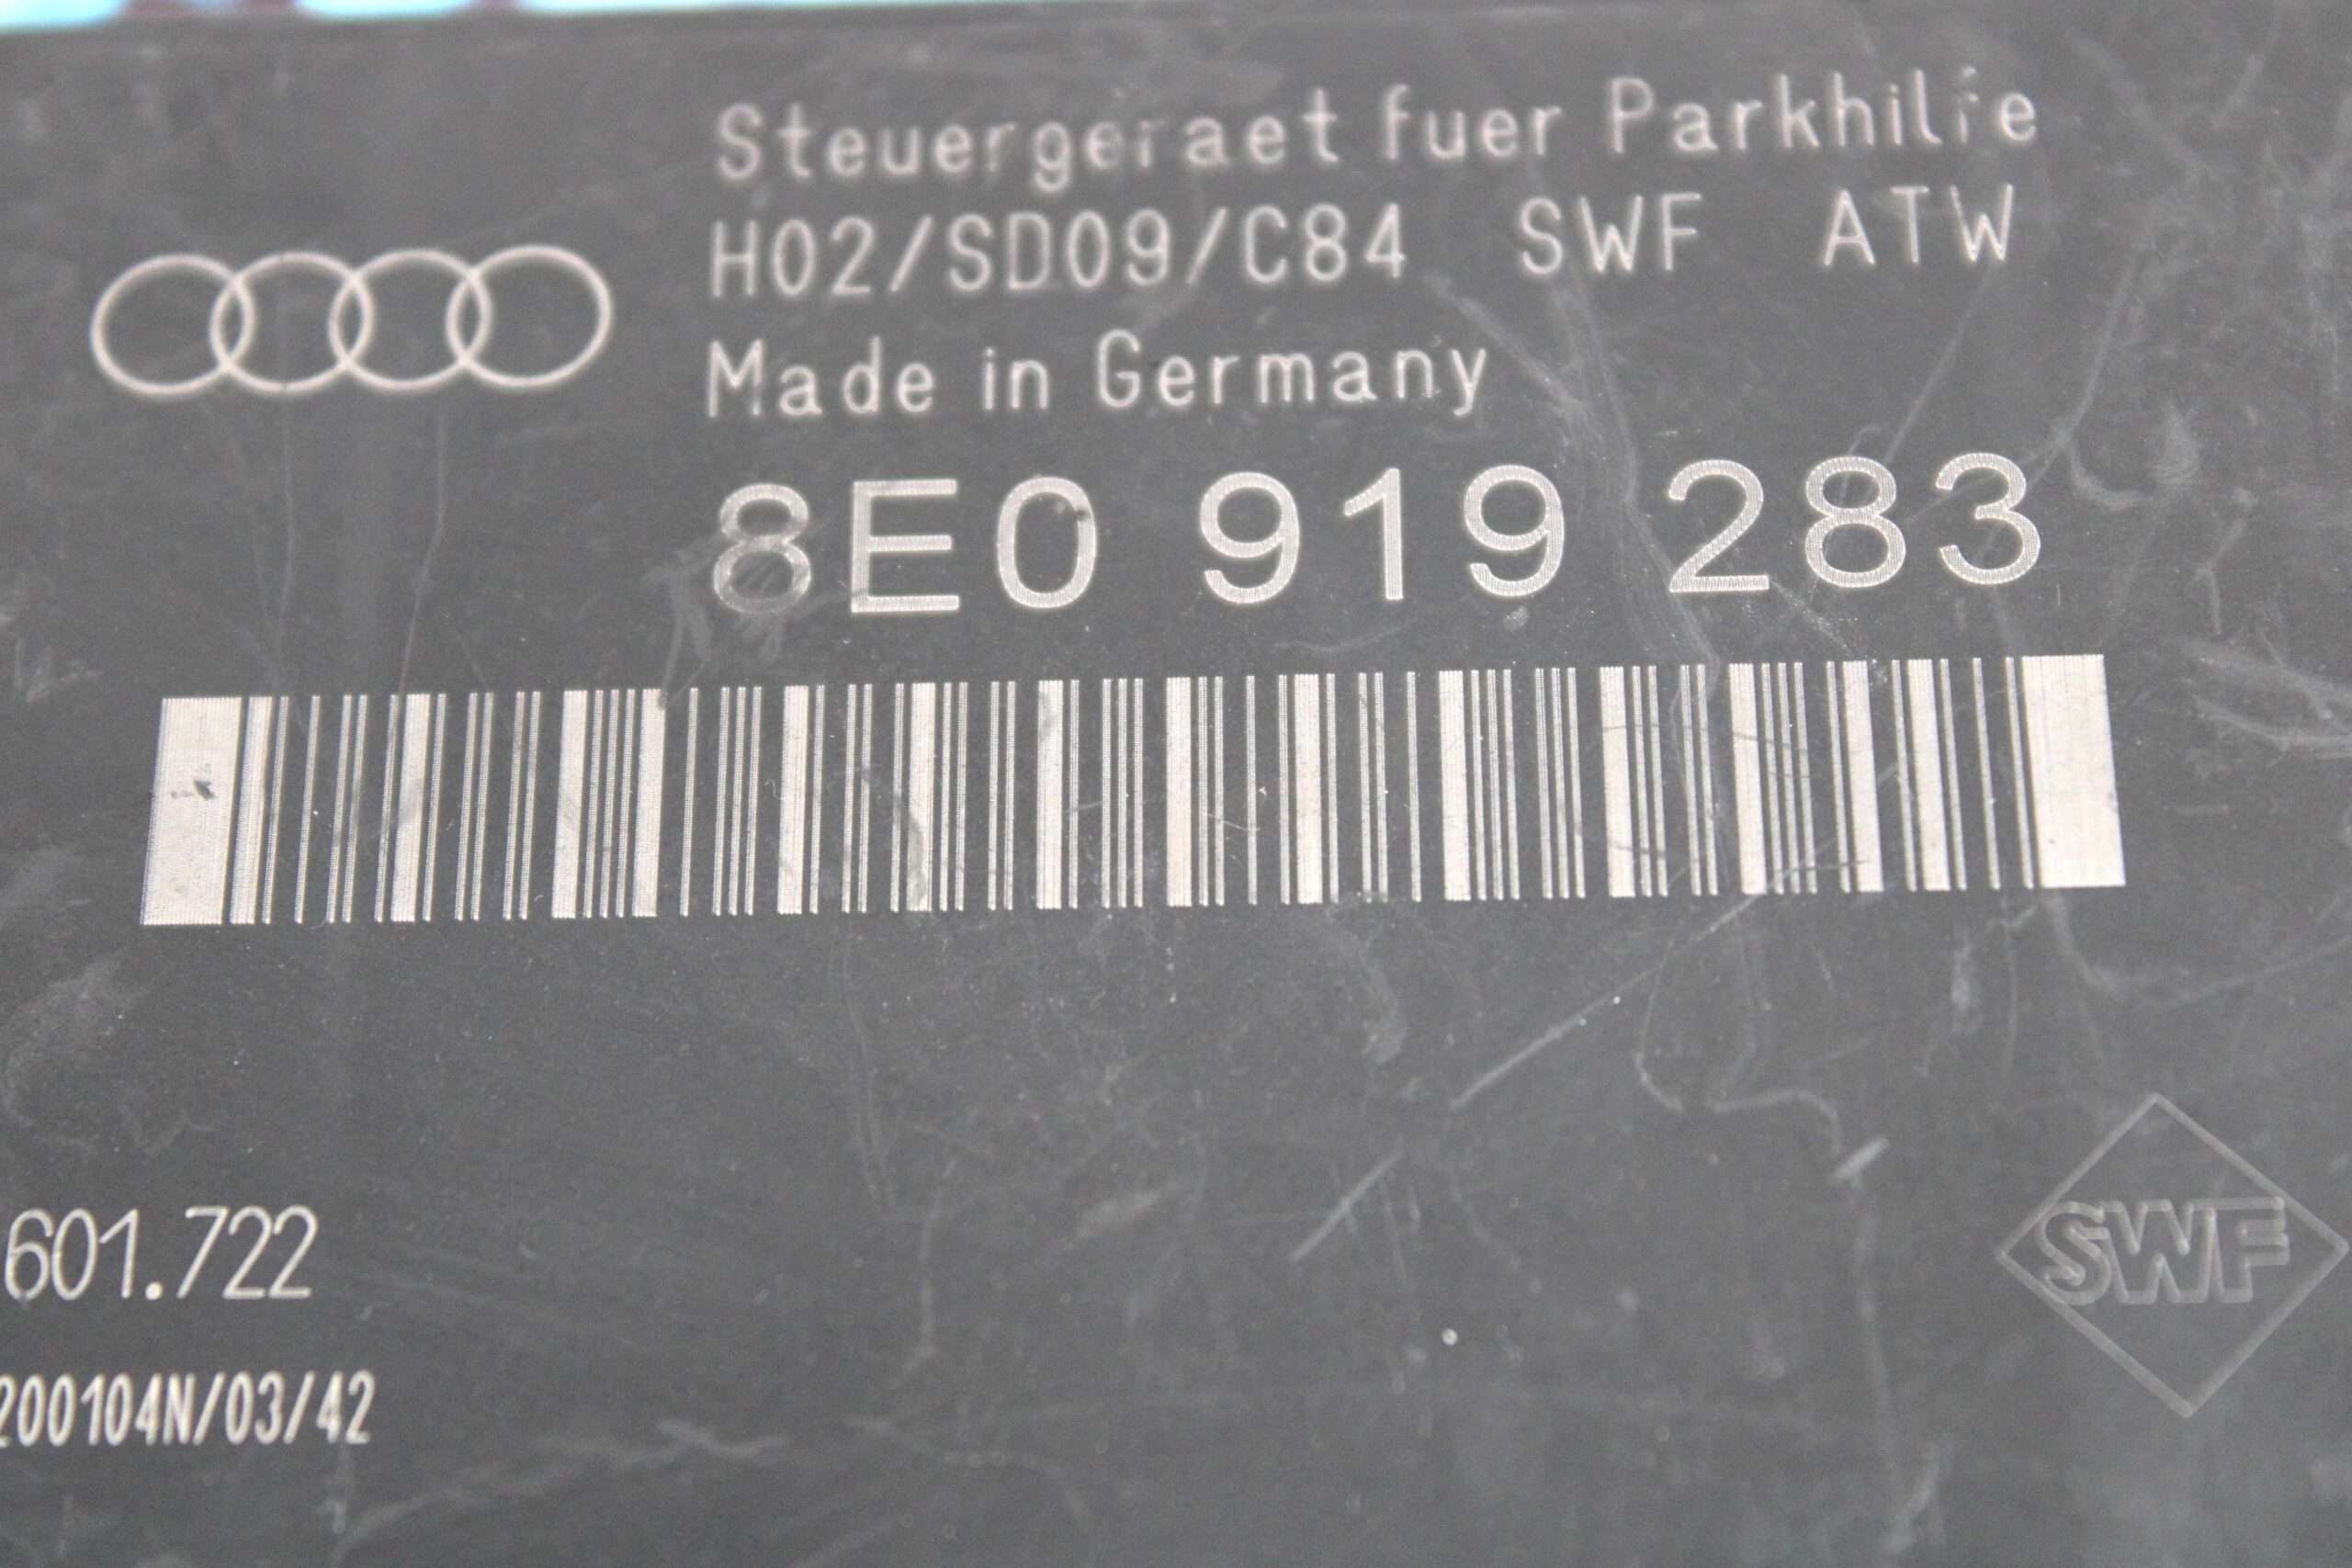 Steuergeraet fuer Parkhilfe
H02/SD09/C84 SWF ATW
Made in Germany
8E0 919 283
601.722
200104N/03/42
SWF